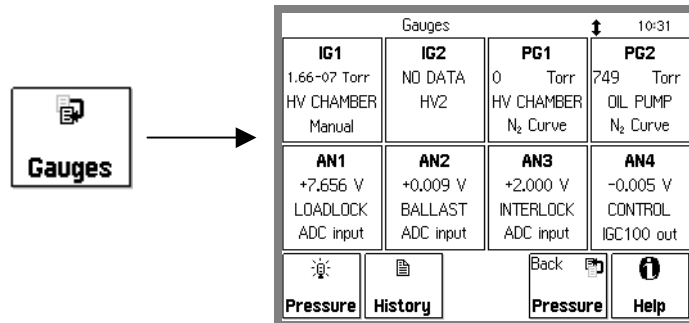 Gauges
Gauges 10:31
IG1 IG2 PG1 PG2
1.66-07 Torr NO DATA 0 Torr 749 Torr
HV CHAMBER HV2 HV CHAMBER OIL PUMP
Manual N₂ Curve N₂ Curve
AN1 AN2 AN3 AN4
+7.656 V +0.009 V +2.000 V -0.005 V
LOADLOCK BALLAST INTERLOCK CONTROL
ADC input ADC input ADC input IGC100 out
Back
Pressure History Pressure Help